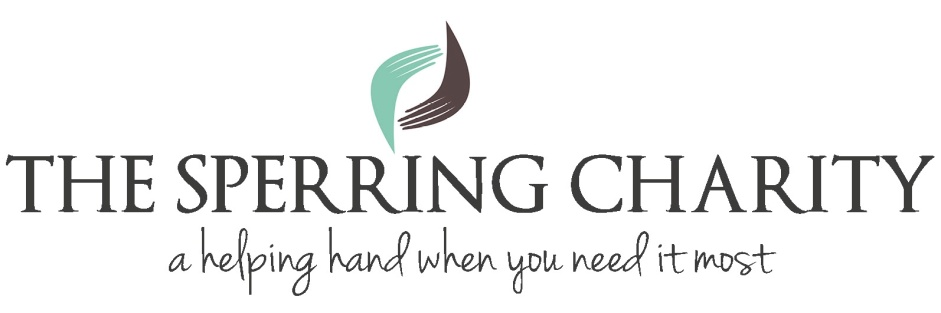 THE SPERRING CHARITY
a helping hand when you need it most